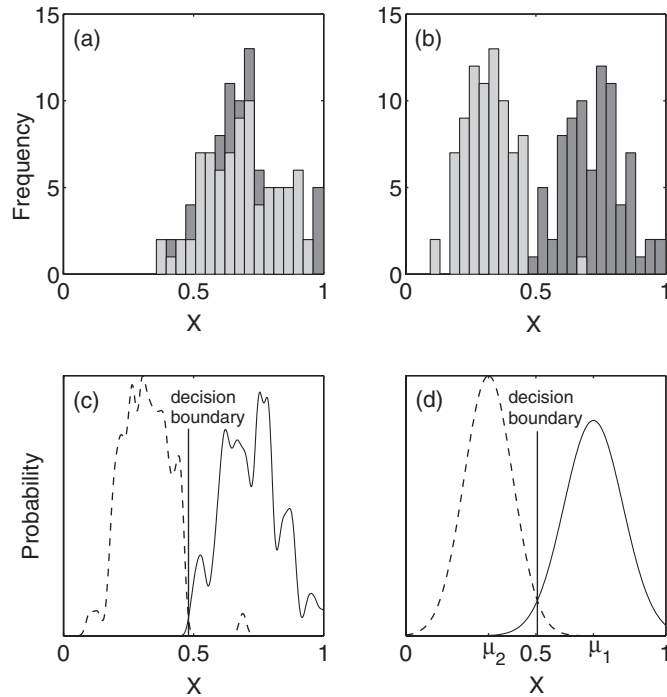 (a)
(b)
15
10
5
0
Frequency
0
0.5
1
X
15
10
5
0
0
0.5
1
X
(c)
decision
boundary
Probability
0
0.5
1
X
(d)
decision
boundary
0
μ2
0.5
μ1
1
X